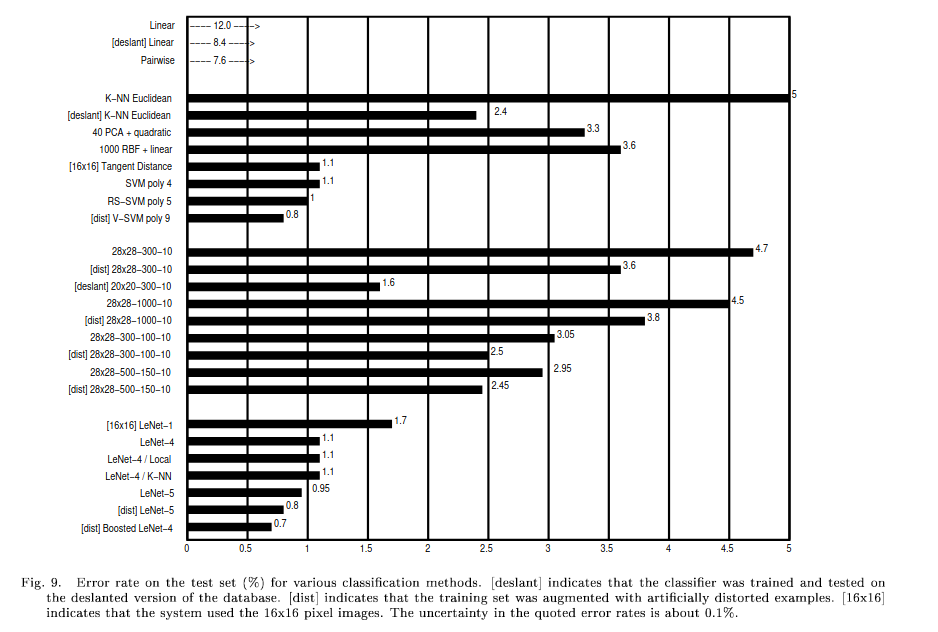 Linear ---- 12.0 ---->
[deslant] Linear ---- 8.4 ---->
Pairwise ---- 7.6 ---->
K−NN Euclidean 5
[deslant] K−NN Euclidean 2.4
40 PCA + quadratic 3.3
1000 RBF + linear 3.6
[16x16] Tangent Distance 1.1
SVM poly 4 1.1
RS−SVM poly 5 1
[dist] V−SVM poly 9 0.8
28x28−300−10 4.7
[dist] 28x28−300−10 3.6
[deslant] 20x20−300−10 1.6
28x28−1000−10 4.5
[dist] 28x28−1000−10 3.8
28x28−300−100−10 3.05
[dist] 28x28−300−100−10 2.5
28x28−500−150−10 2.95
[dist] 28x28−500−150−10 2.45
[16x16] LeNet−1 1.7
LeNet−4 1.1
LeNet−4 / Local 1.1
LeNet−4 / K−NN 1.1
LeNet−5 0.95
[dist] LeNet−5 0.8
[dist] Boosted LeNet−4 0.7
0 0.5 1 1.5 2 2.5 3 3.5 4 4.5 5
Fig. 9. Error rate on the test set (%) for various classification methods. [deslant] indicates that the classifier was trained and tested on
the deslanted version of the database. [dist] indicates that the training set was augmented with artificially distorted examples. [16x16]
indicates that the system used the 16x16 pixel images. The uncertainty in the quoted error rates is about 0.1%.